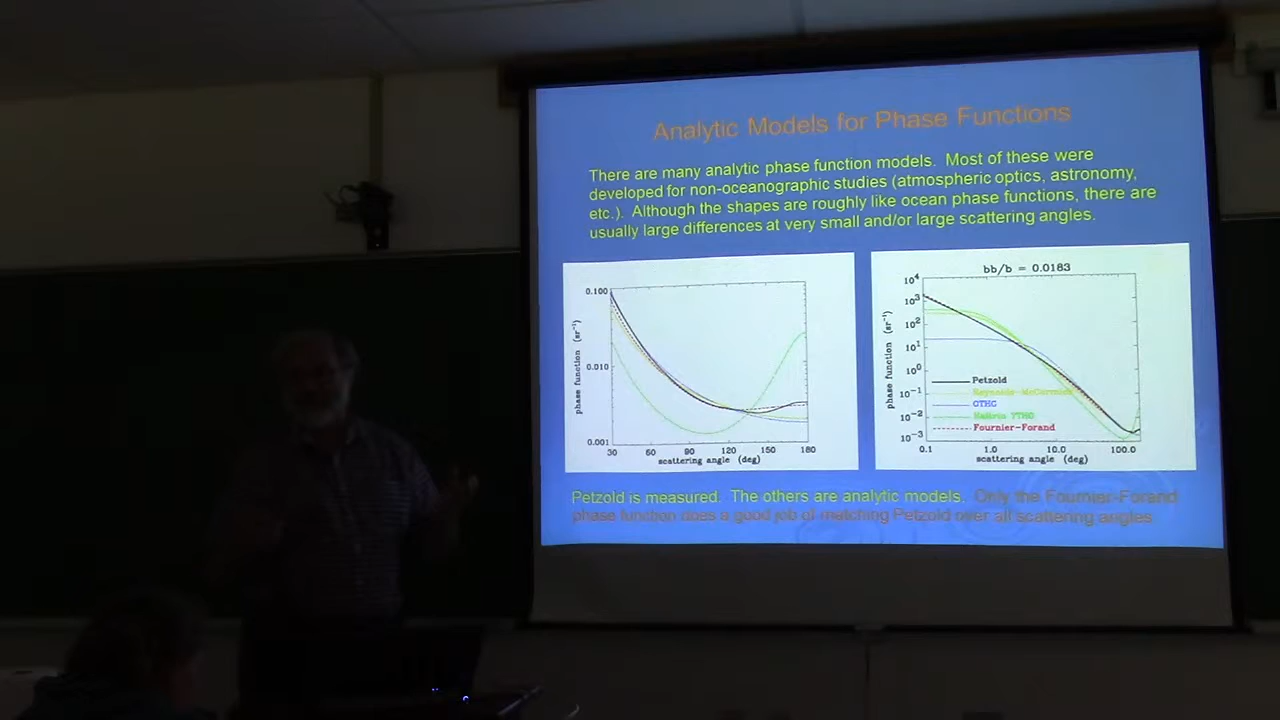 Analytic Models for Phase Functions
There are many analytic phase function models. Most of these were
developed for non-oceanographic studies (atmospheric optics, astronomy,
etc.). Although the shapes are roughly like ocean phase functions, there are
usually large differences at very small and/or large scattering angles.
0.100
0.010
0.001
phase function (sr⁻¹)
30 60 90 120 150 180
scattering angle (deg)
bb/b = 0.0183
10⁴
10³
10²
10¹
10⁰
10⁻¹
10⁻²
10⁻³
phase function (sr⁻¹)
Petzold
Reynolds-McCormick
OTHG
TTHG
Fournier-Forand
0.1 1.0 10.0 100.0
scattering angle (deg)
Petzold is measured. The others are analytic models. Only the Fournier-Forand
phase function does a good job of matching Petzold over all scattering angles